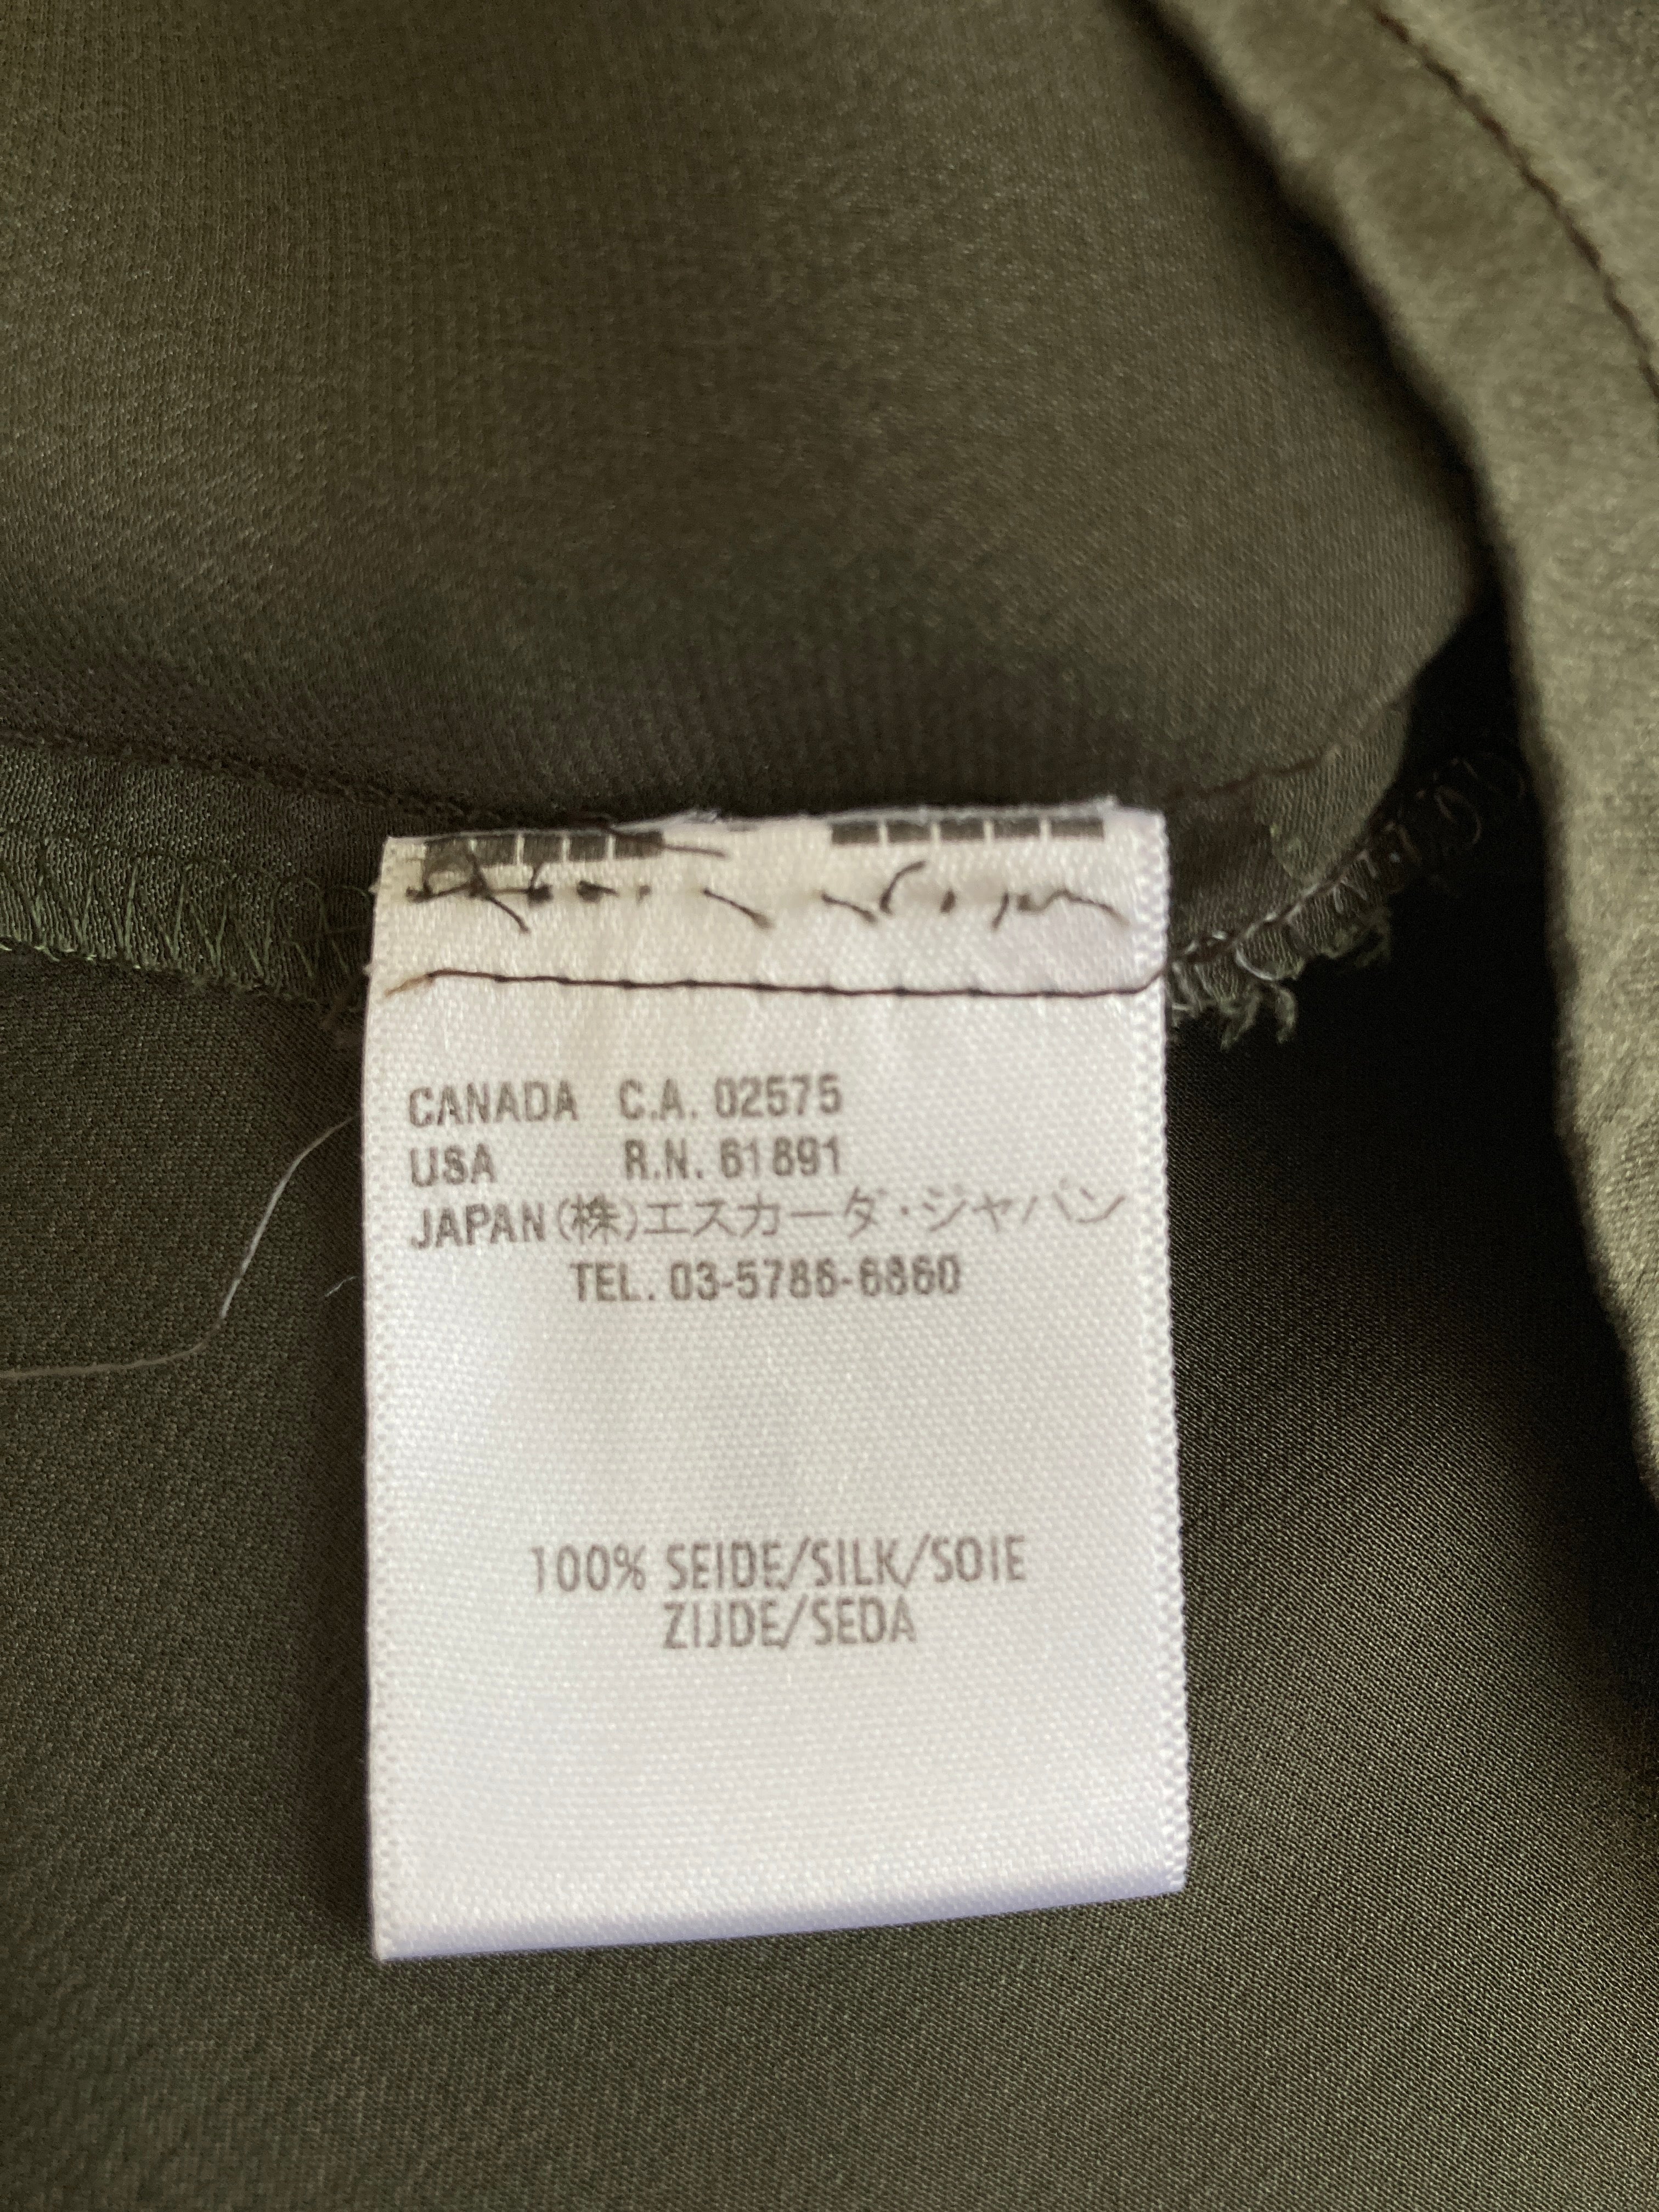 CANADA C.A. 02575
USA R.N. 61891
JAPAN (株)エスカーダ・ジャパン
TEL. 03-5786-6860
100% SEIDE/SILK/SOIE
ZIJDE/SEDA